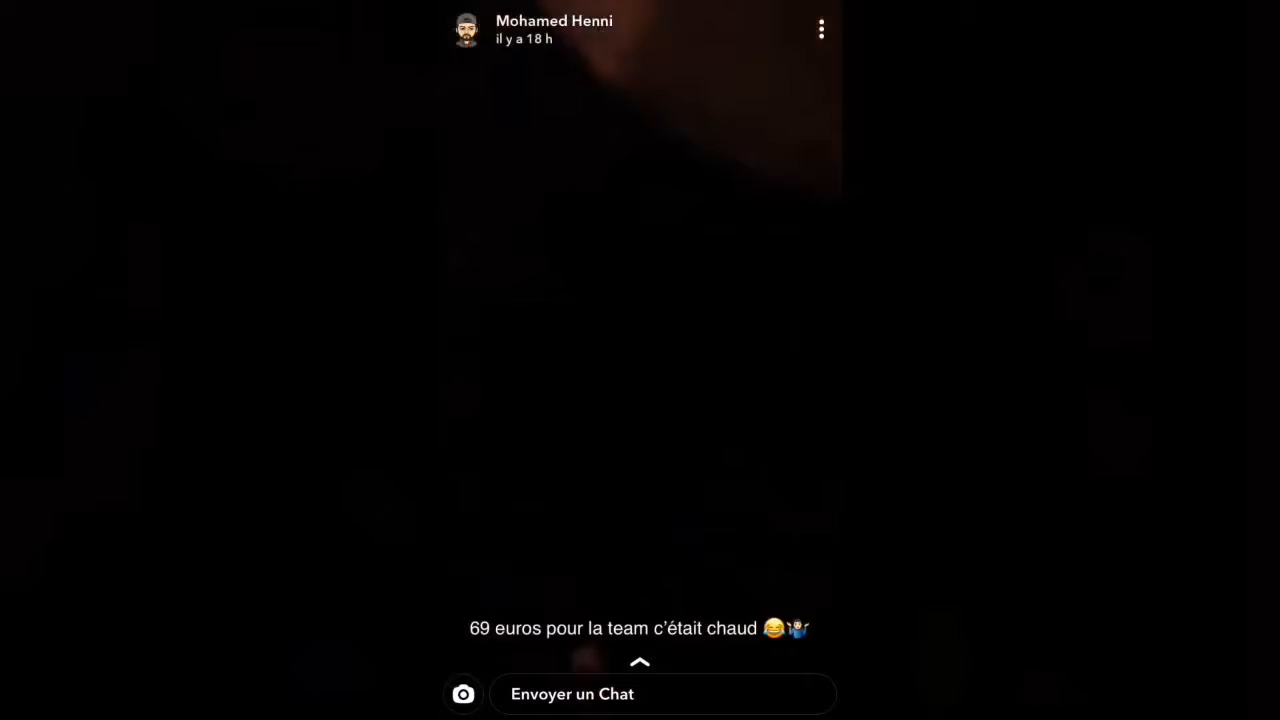 Mohamed Henni
il y a 18 h
69 euros pour la team c’était chaud 😂🤷🏻‍♂️
Envoyer un Chat